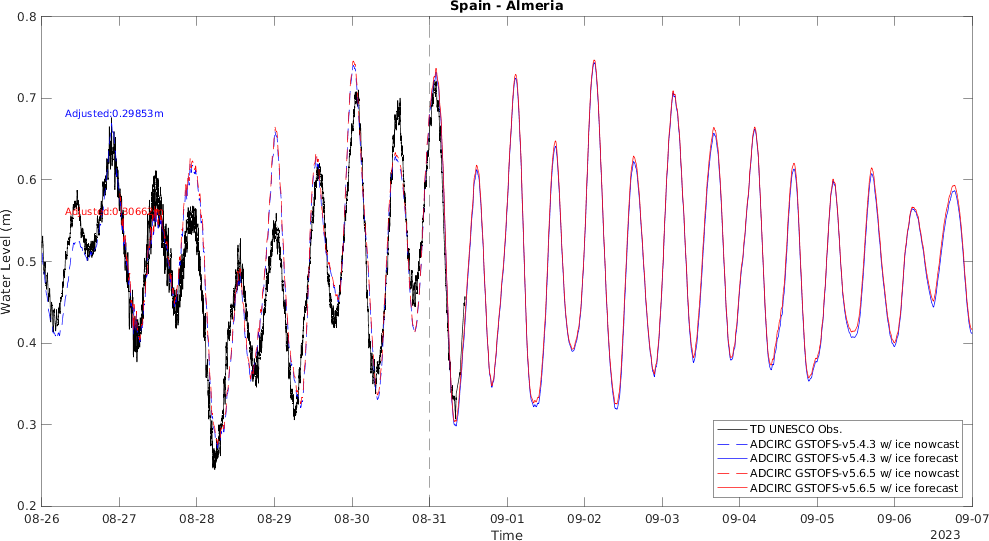 Spain - Almeria
0.8
0.7
0.6
0.5
0.4
0.3
0.2
Water Level (m)
Adjusted:0.29853m
TD UNESCO Obs.
ADCIRC GSTOFS-v5.4.3 w/ ice nowcast
ADCIRC GSTOFS-v5.4.3 w/ ice forecast
ADCIRC GSTOFS-v5.6.5 w/ ice nowcast
ADCIRC GSTOFS-v5.6.5 w/ ice forecast
08-26 08-27 08-28 08-29 08-30 08-31 09-01 09-02 09-03 09-04 09-05 09-06 09-07
Time
2023